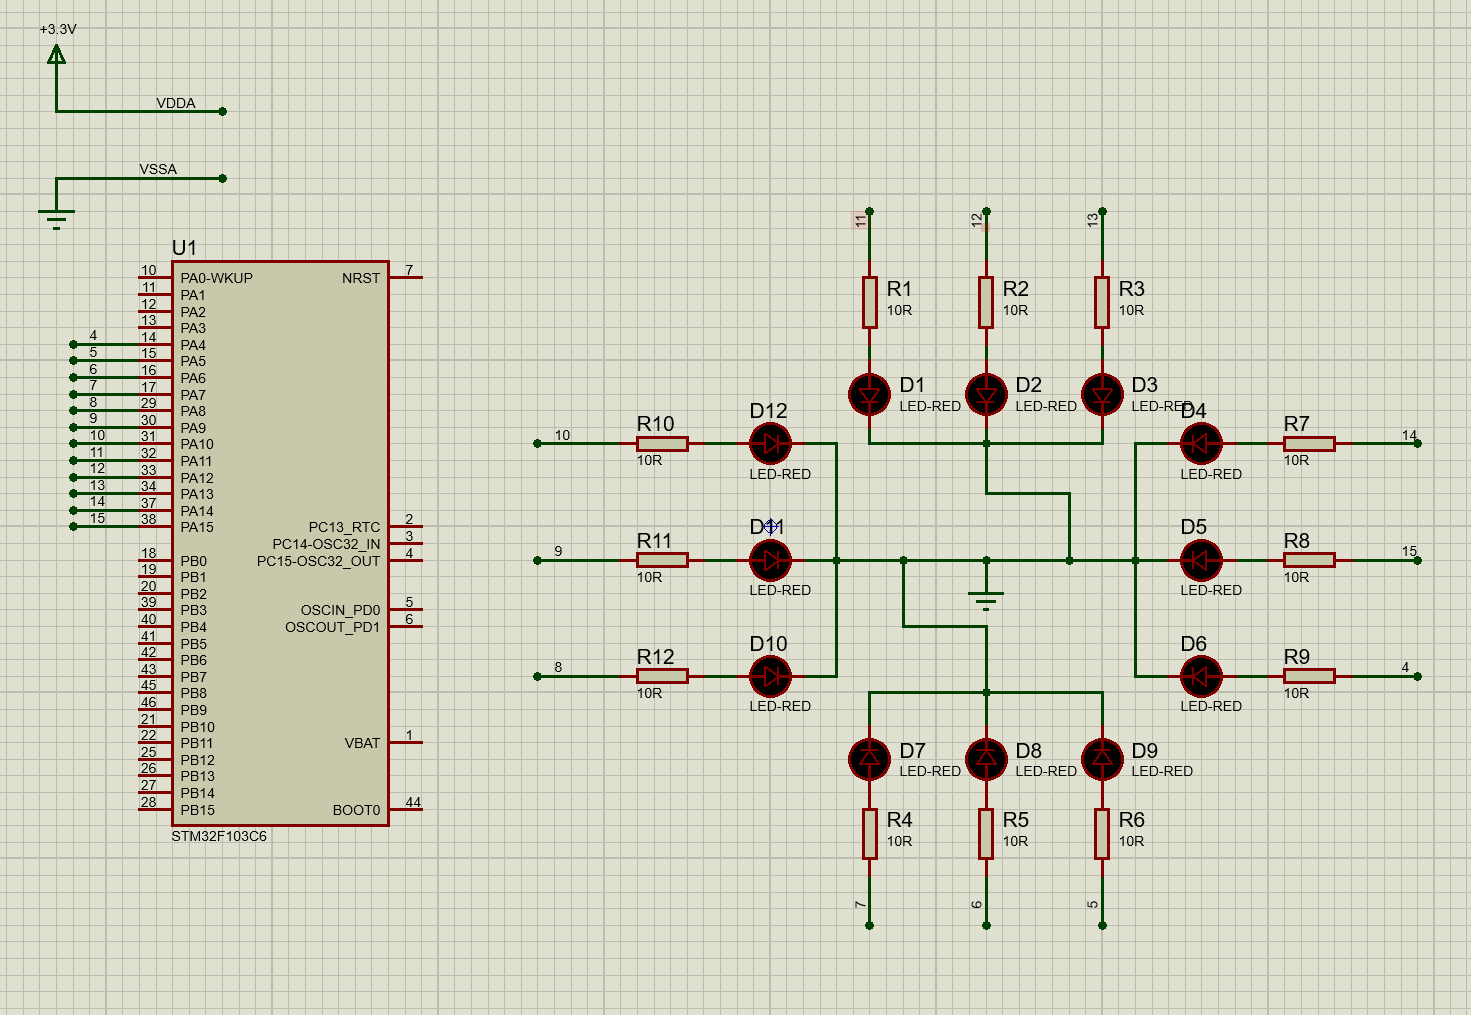 +3.3V
VDDA
VSSA
U1
10 PA0-WKUP NRST 7
11 PA1
12 PA2
13 PA3
4 14 PA4
5 15 PA5
6 16 PA6
7 17 PA7
8 29 PA8
9 30 PA9
10 31 PA10
11 32 PA11
12 33 PA12
13 34 PA13
14 37 PA14
15 38 PA15 PC13_RTC 2
PC14-OSC32_IN 3
18 PB0 PC15-OSC32_OUT 4
19 PB1
20 PB2
39 PB3 OSCIN_PD0 5
40 PB4 OSCOUT_PD1 6
41 PB5
42 PB6
43 PB7
45 PB8
46 PB9
21 PB10
22 PB11 VBAT 1
25 PB12
26 PB13
27 PB14
28 PB15 BOOT0 44
STM32F103C6
11 12 13
R1 R2 R3
10R 10R 10R
D1 D2 D3
LED-RED LED-RED LED-RED
10 R10 D12 D4 R7 14
10R LED-RED LED-RED 10R
9 R11 D11 D5 R8 15
10R LED-RED LED-RED 10R
8 R12 D10 D6 R9 4
10R LED-RED LED-RED 10R
D7 D8 D9
LED-RED LED-RED LED-RED
R4 R5 R6
10R 10R 10R
7 6 5